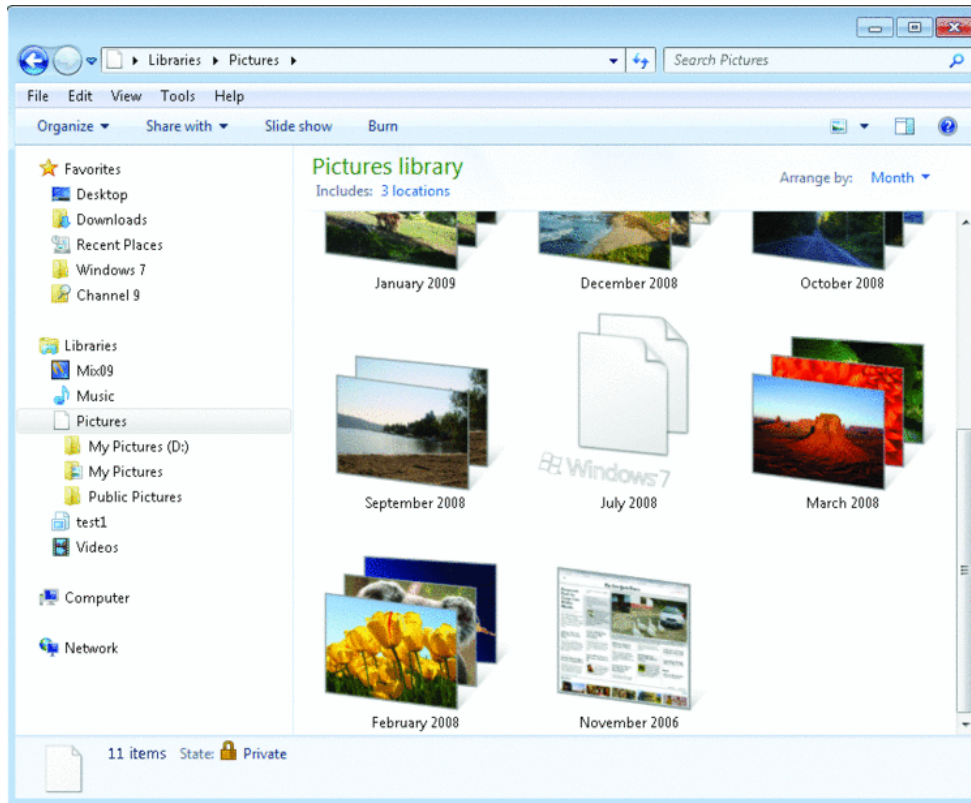 Libraries Pictures
Search Pictures
File Edit View Tools Help
Organize Share with Slide show Burn
Favorites
Desktop
Downloads
Recent Places
Windows 7
Channel 9
Libraries
Mix09
Music
Pictures
My Pictures (D:)
My Pictures
Public Pictures
test1
Videos
Computer
Network
Pictures library
Includes: 3 locations
Arrange by: Month
January 2009
December 2008
October 2008
Windows 7
September 2008
July 2008
March 2008
February 2008
November 2006
11 items State: Private